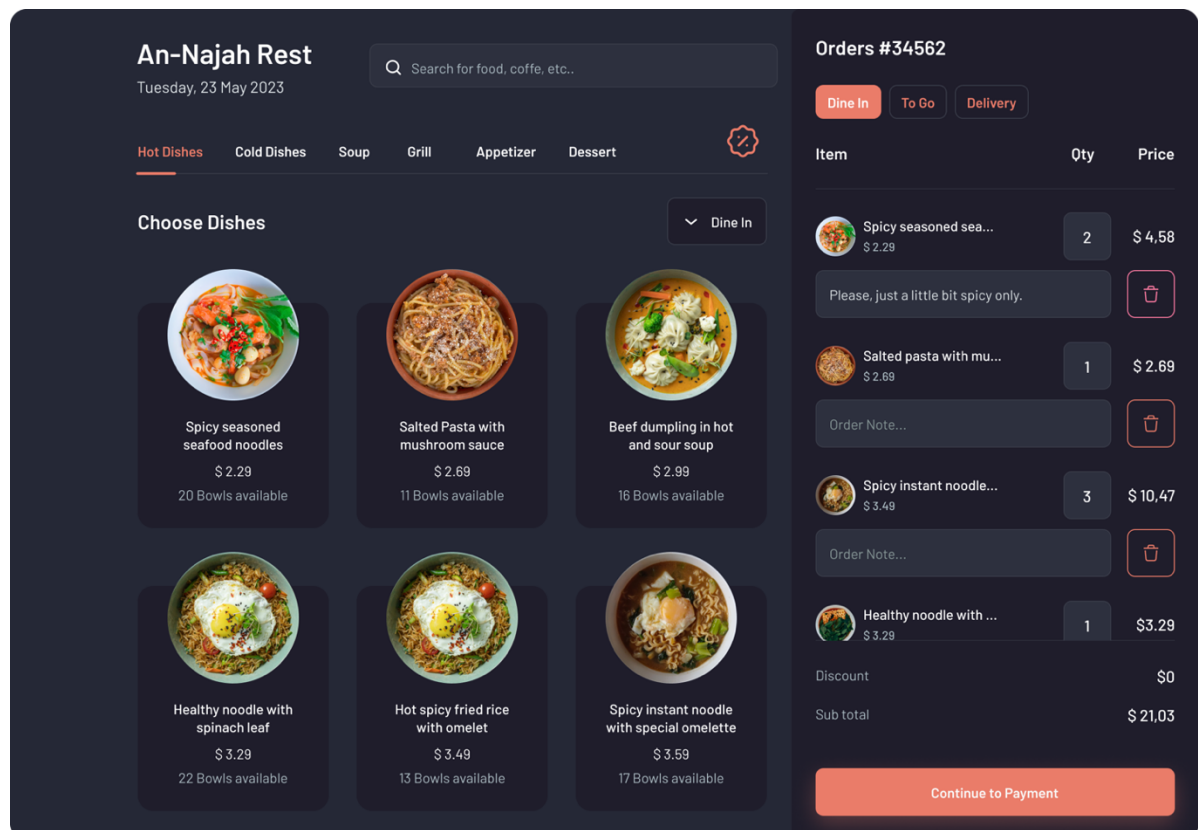 An-Najah Rest
Tuesday, 23 May 2023
Search for food, coffe, etc..
Hot Dishes Cold Dishes Soup Grill Appetizer Dessert
Choose Dishes
Dine In
Spicy seasoned
seafood noodles
$ 2.29
20 Bowls available
Salted Pasta with
mushroom sauce
$ 2.69
11 Bowls available
Beef dumpling in hot
and sour soup
$ 2.99
16 Bowls available
Healthy noodle with
spinach leaf
$ 3.29
22 Bowls available
Hot spicy fried rice
with omelet
$ 3.49
13 Bowls available
Spicy instant noodle
with special omelette
$ 3.59
17 Bowls available
Orders #34562
Dine In To Go Delivery
Item Qty Price
Spicy seasoned sea... 2 $ 4,58
$ 2.29
Please, just a little bit spicy only.
Salted pasta with mu... 1 $ 2.69
$ 2.69
Order Note...
Spicy instant noodle... 3 $ 10,47
$ 3.49
Order Note...
Healthy noodle with ... 1 $3.29
$ 3.29
Discount $0
Sub total $ 21,03
Continue to Payment